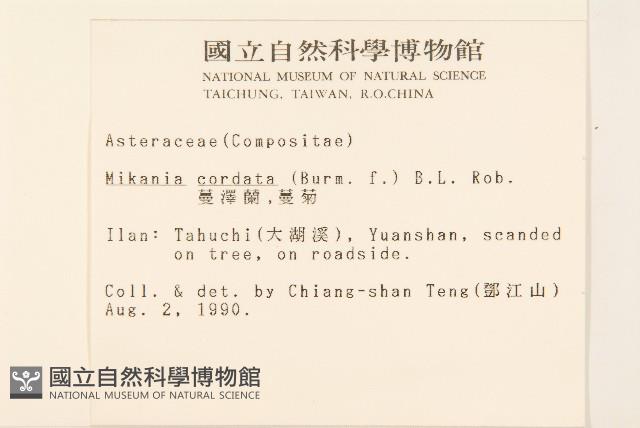 國立自然科學博物館
NATIONAL MUSEUM OF NATURAL SCIENCE
TAICHUNG, TAIWAN, R.O.CHINA
Asteraceae(Compositae)
Mikania cordata (Burm. f.) B.L. Rob.
蔓澤蘭,蔓菊
Ilan: Tahuchi(大湖溪), Yuanshan, scanded
on tree, on roadside.
Coll. & det. by Chiang-shan Teng(鄧江山)
Aug. 2, 1990.
國立自然科學博物館
NATIONAL MUSEUM OF NATURAL SCIENCE